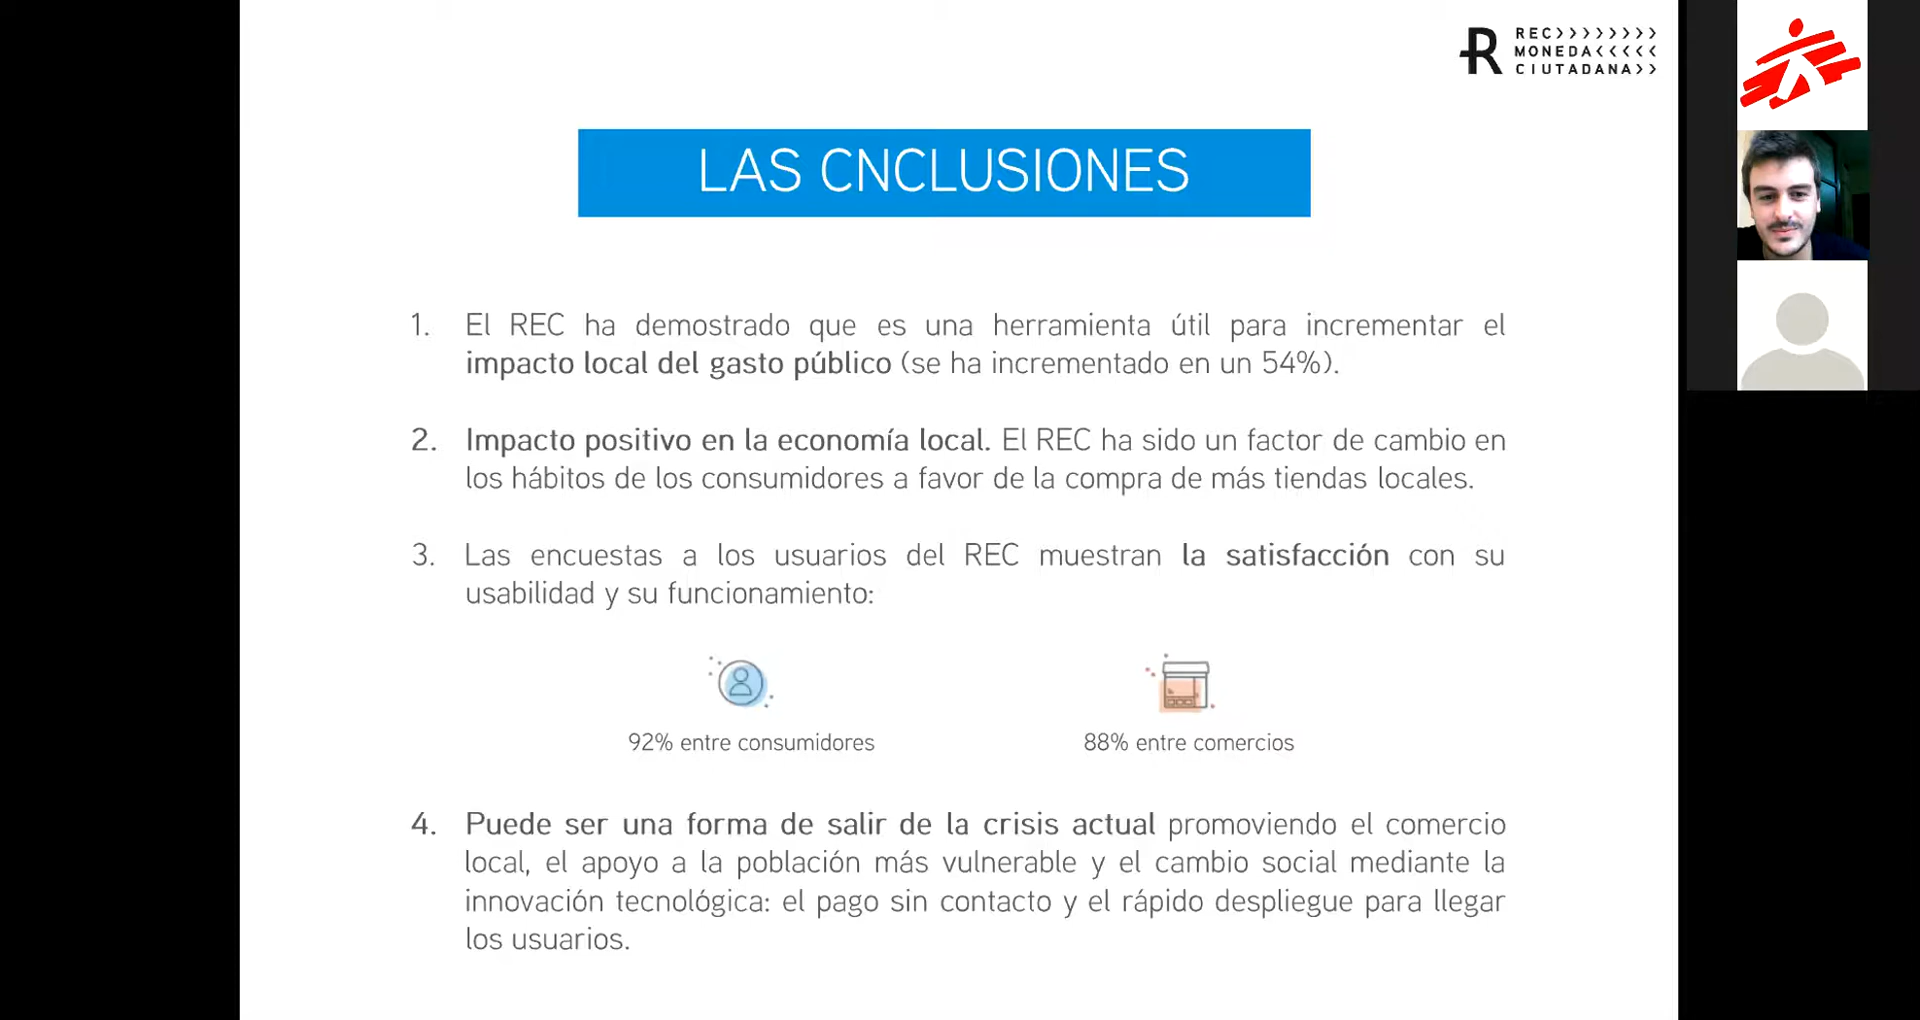 REC>>>>>>>>
MONEDA<<<<<
CIUTADANA>>
LAS CNCLUSIONES
1. El REC ha demostrado que es una herramienta útil para incrementar el
impacto local del gasto público (se ha incrementado en un 54%).
2. Impacto positivo en la economía local. El REC ha sido un factor de cambio en
los hábitos de los consumidores a favor de la compra de más tiendas locales.
3. Las encuestas a los usuarios del REC muestran la satisfacción con su
usabilidad y su funcionamiento:
92% entre consumidores
88% entre comercios
4. Puede ser una forma de salir de la crisis actual promoviendo el comercio
local, el apoyo a la población más vulnerable y el cambio social mediante la
innovación tecnológica: el pago sin contacto y el rápido despliegue para llegar
los usuarios.